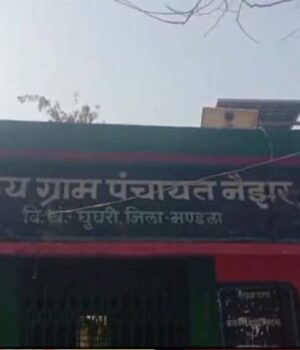 य ग्राम पंचायत नैझर
वि.खं.- घुघरी, जिला-मण्डला